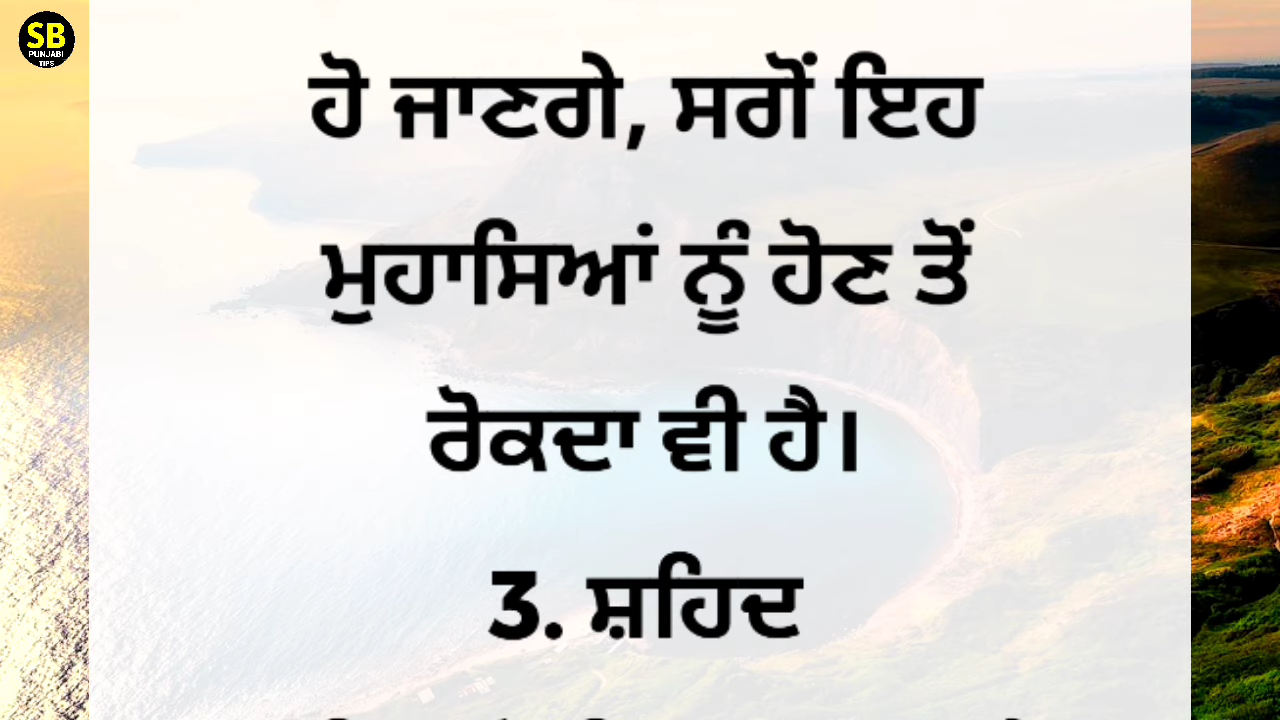 SB
PUNJABI
TIPS
ਹੋ ਜਾਣਗੇ, ਸਗੋਂ ਇਹ
ਮੁਹਾਸਿਆਂ ਨੂੰ ਹੋਣ ਤੋਂ
ਰੋਕਦਾ ਵੀ ਹੈ।
3. ਸ਼ਹਿਦ